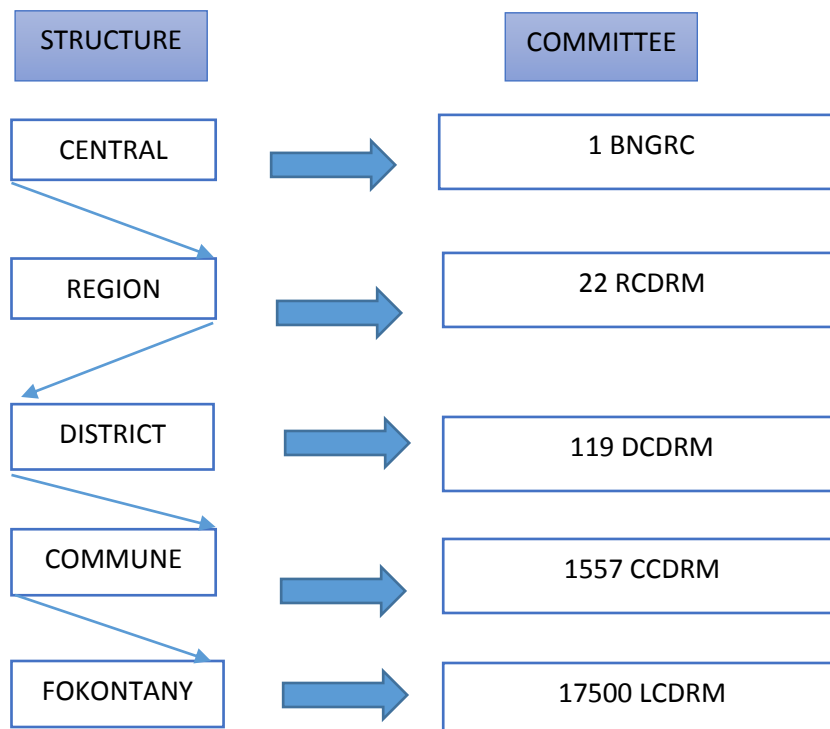 STRUCTURE
COMMITTEE
CENTRAL
1 BNGRC
REGION
22 RCDRM
DISTRICT
119 DCDRM
COMMUNE
1557 CCDRM
FOKONTANY
17500 LCDRM